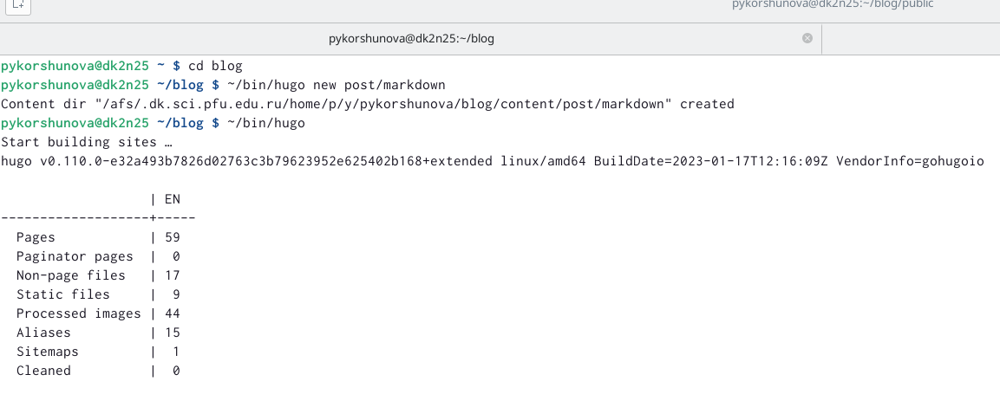 pykorshunova@dk2n25:~/blog/public
pykorshunova@dk2n25:~/blog
pykorshunova@dk2n25 ~ $ cd blog
pykorshunova@dk2n25 ~/blog $ ~/bin/hugo new post/markdown
Content dir "/afs/.dk.sci.pfu.edu.ru/home/p/y/pykorshunova/blog/content/post/markdown" created
pykorshunova@dk2n25 ~/blog $ ~/bin/hugo
Start building sites …
hugo v0.110.0-e32a493b7826d02763c3b79623952e625402b168+extended linux/amd64 BuildDate=2023-01-17T12:16:09Z VendorInfo=gohugoio
                   | EN
-------------------+-----
  Pages            | 59
  Paginator pages  |  0
  Non-page files   | 17
  Static files     |  9
  Processed images | 44
  Aliases          | 15
  Sitemaps         |  1
  Cleaned          |  0